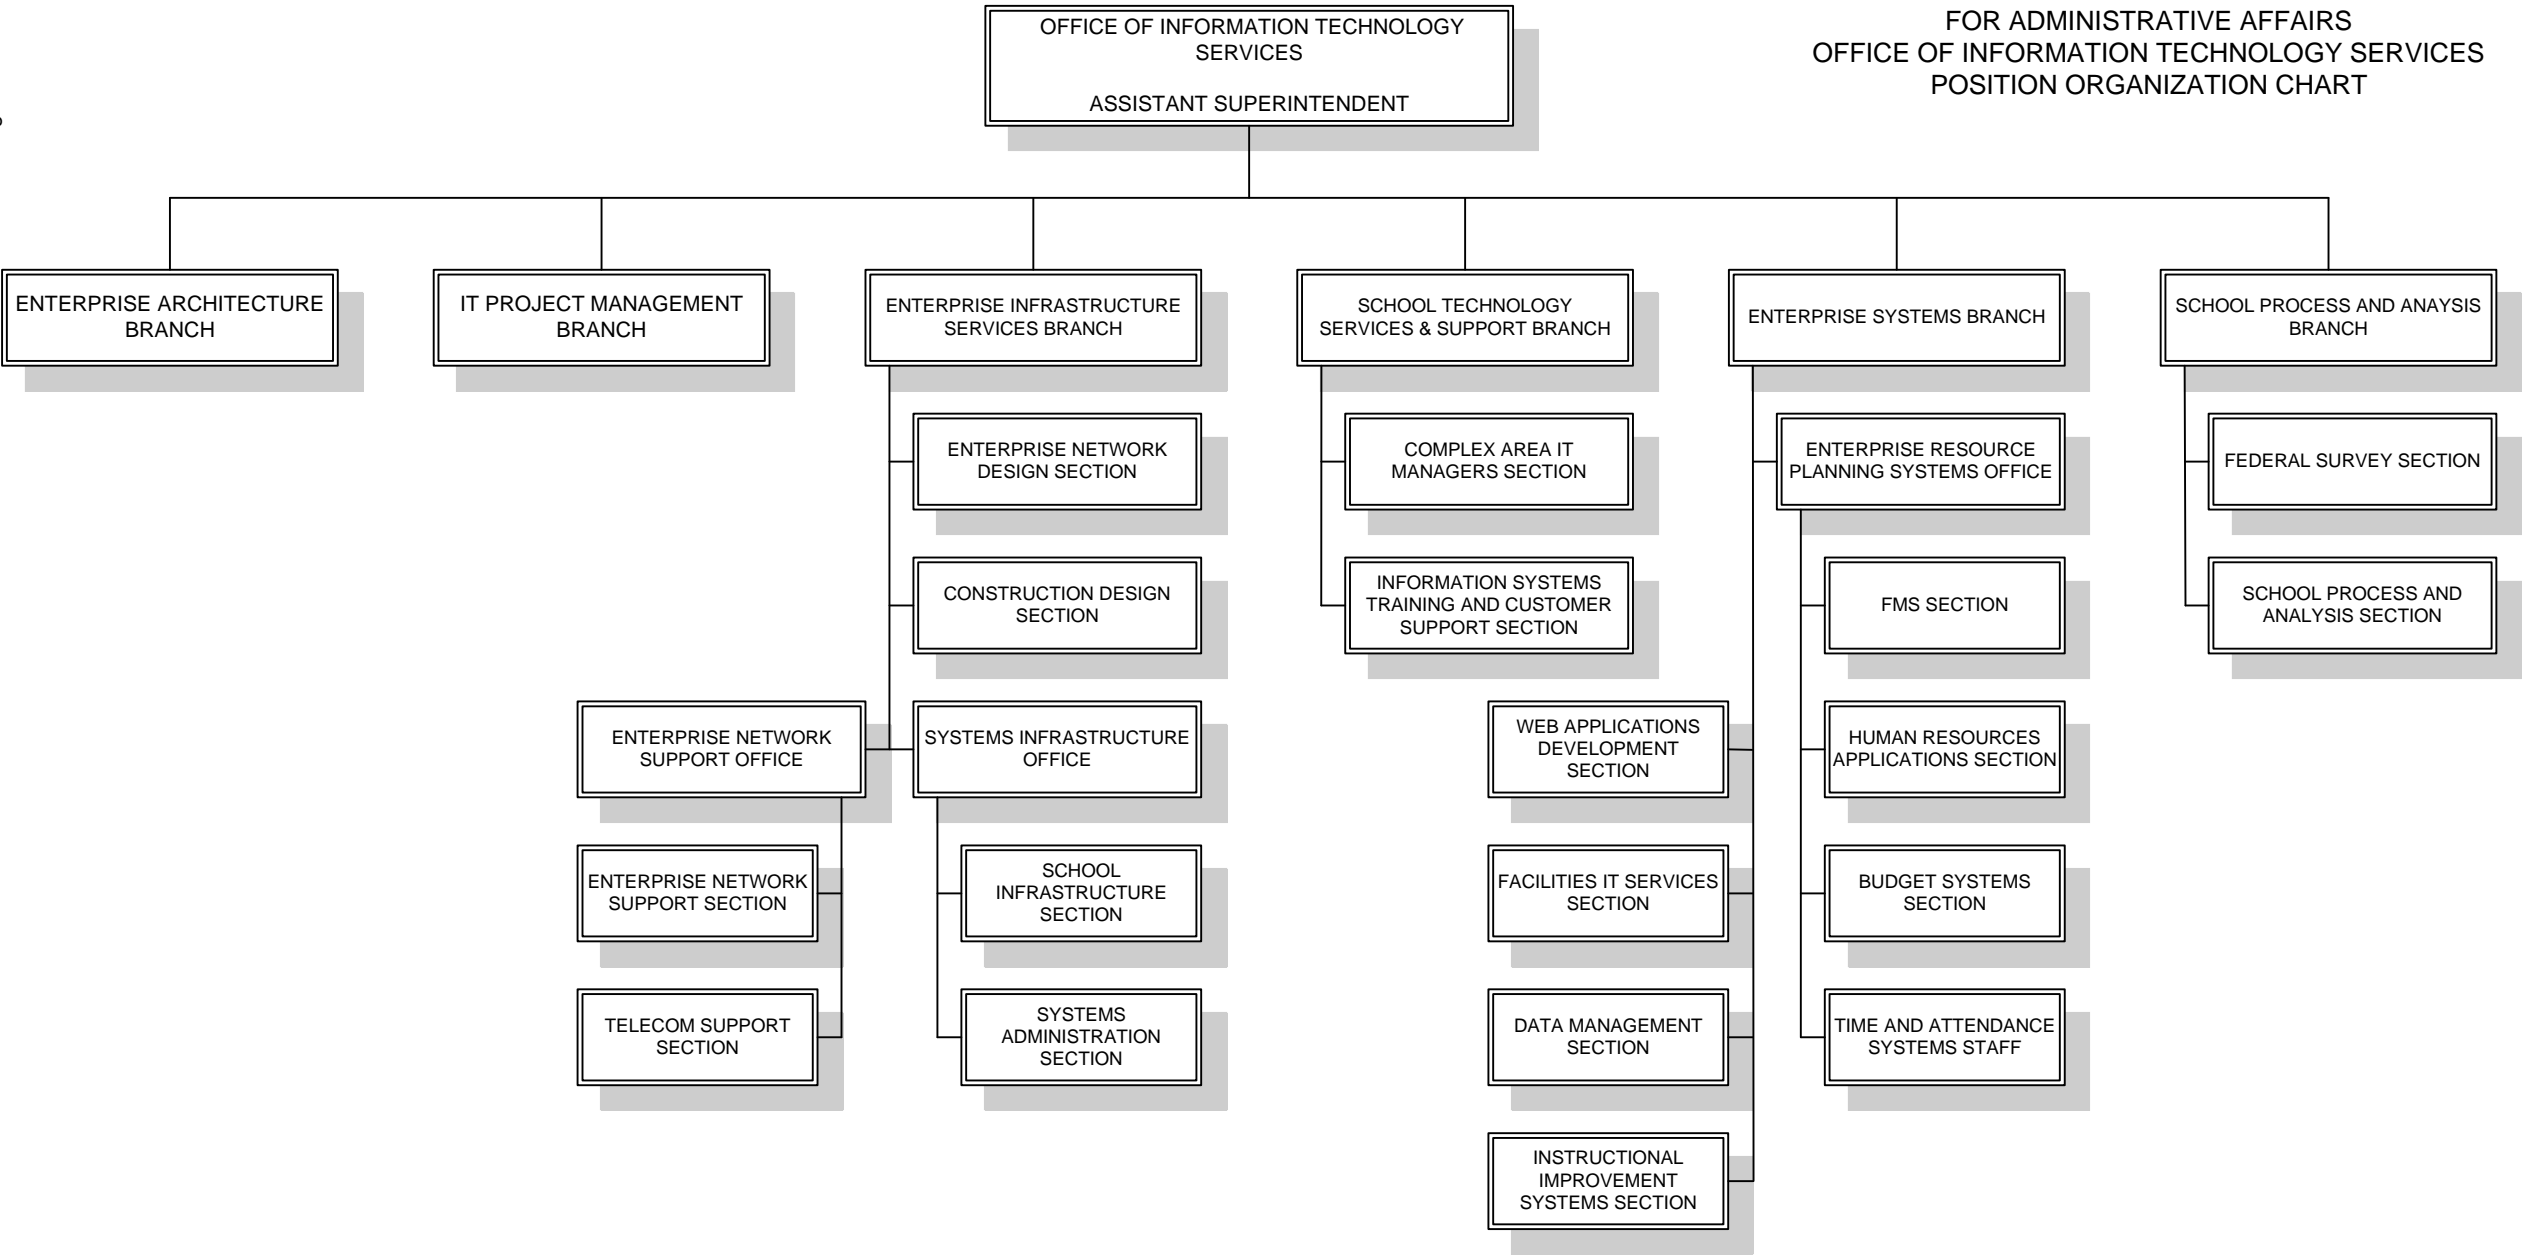 OFFICE OF INFORMATION TECHNOLOGY
SERVICES
ASSISTANT SUPERINTENDENT
FOR ADMINISTRATIVE AFFAIRS
OFFICE OF INFORMATION TECHNOLOGY SERVICES
POSITION ORGANIZATION CHART
ENTERPRISE ARCHITECTURE
BRANCH
IT PROJECT MANAGEMENT
BRANCH
ENTERPRISE INFRASTRUCTURE
SERVICES BRANCH
SCHOOL TECHNOLOGY
SERVICES & SUPPORT BRANCH
ENTERPRISE SYSTEMS BRANCH
SCHOOL PROCESS AND ANAYSIS
BRANCH
ENTERPRISE NETWORK
DESIGN SECTION
COMPLEX AREA IT
MANAGERS SECTION
ENTERPRISE RESOURCE
PLANNING SYSTEMS OFFICE
FEDERAL SURVEY SECTION
CONSTRUCTION DESIGN
SECTION
INFORMATION SYSTEMS
TRAINING AND CUSTOMER
SUPPORT SECTION
FMS SECTION
SCHOOL PROCESS AND
ANALYSIS SECTION
ENTERPRISE NETWORK
SUPPORT OFFICE
SYSTEMS INFRASTRUCTURE
OFFICE
WEB APPLICATIONS
DEVELOPMENT
SECTION
HUMAN RESOURCES
APPLICATIONS SECTION
ENTERPRISE NETWORK
SUPPORT SECTION
SCHOOL
INFRASTRUCTURE
SECTION
FACILITIES IT SERVICES
SECTION
BUDGET SYSTEMS
SECTION
TELECOM SUPPORT
SECTION
SYSTEMS
ADMINISTRATION
SECTION
DATA MANAGEMENT
SECTION
TIME AND ATTENDANCE
SYSTEMS STAFF
INSTRUCTIONAL
IMPROVEMENT
SYSTEMS SECTION